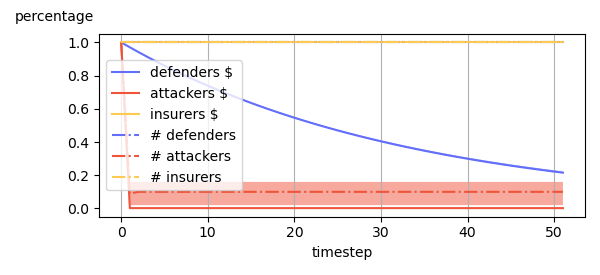 percentage
1.0
0.8
0.6
0.4
0.2
0.0
defenders $
attackers $
insurers $
# defenders
# attackers
# insurers
0 10 20 30 40 50
timestep